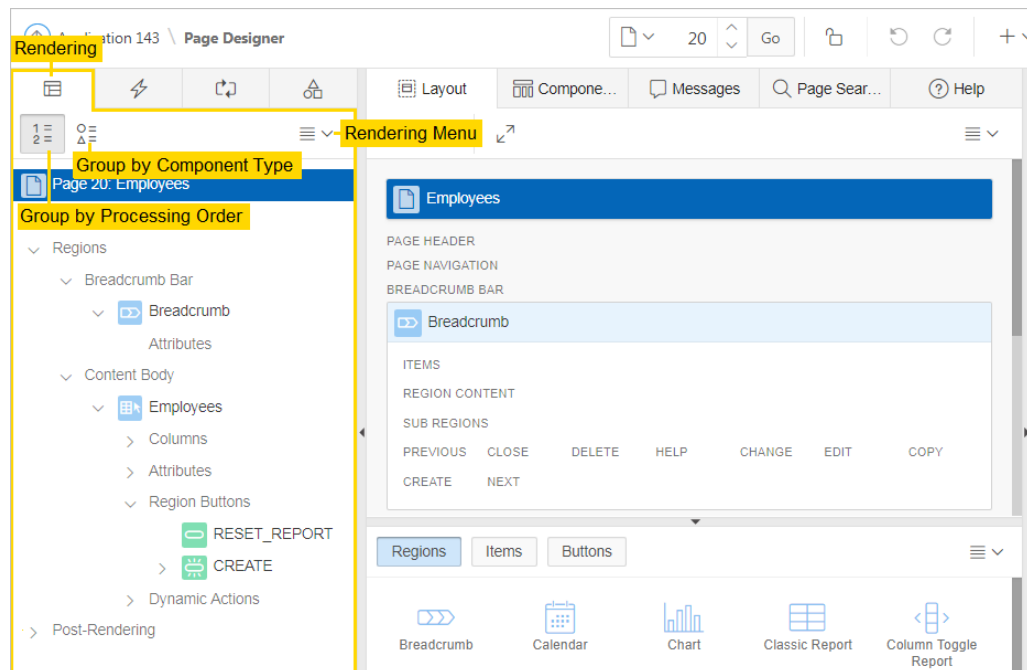 Application 143 \ Page Designer
20
Go
Rendering
Layout
Compone...
Messages
Page Sear...
Help
Rendering Menu
Group by Component Type
Page 20: Employees
Group by Processing Order
Regions
Breadcrumb Bar
Breadcrumb
Attributes
Content Body
Employees
Columns
Attributes
Region Buttons
RESET_REPORT
CREATE
Dynamic Actions
Post-Rendering
Employees
PAGE HEADER
PAGE NAVIGATION
BREADCRUMB BAR
Breadcrumb
ITEMS
REGION CONTENT
SUB REGIONS
PREVIOUS CLOSE DELETE HELP CHANGE EDIT COPY
CREATE NEXT
Regions Items Buttons
Breadcrumb
Calendar
Chart
Classic Report
Column Toggle
Report